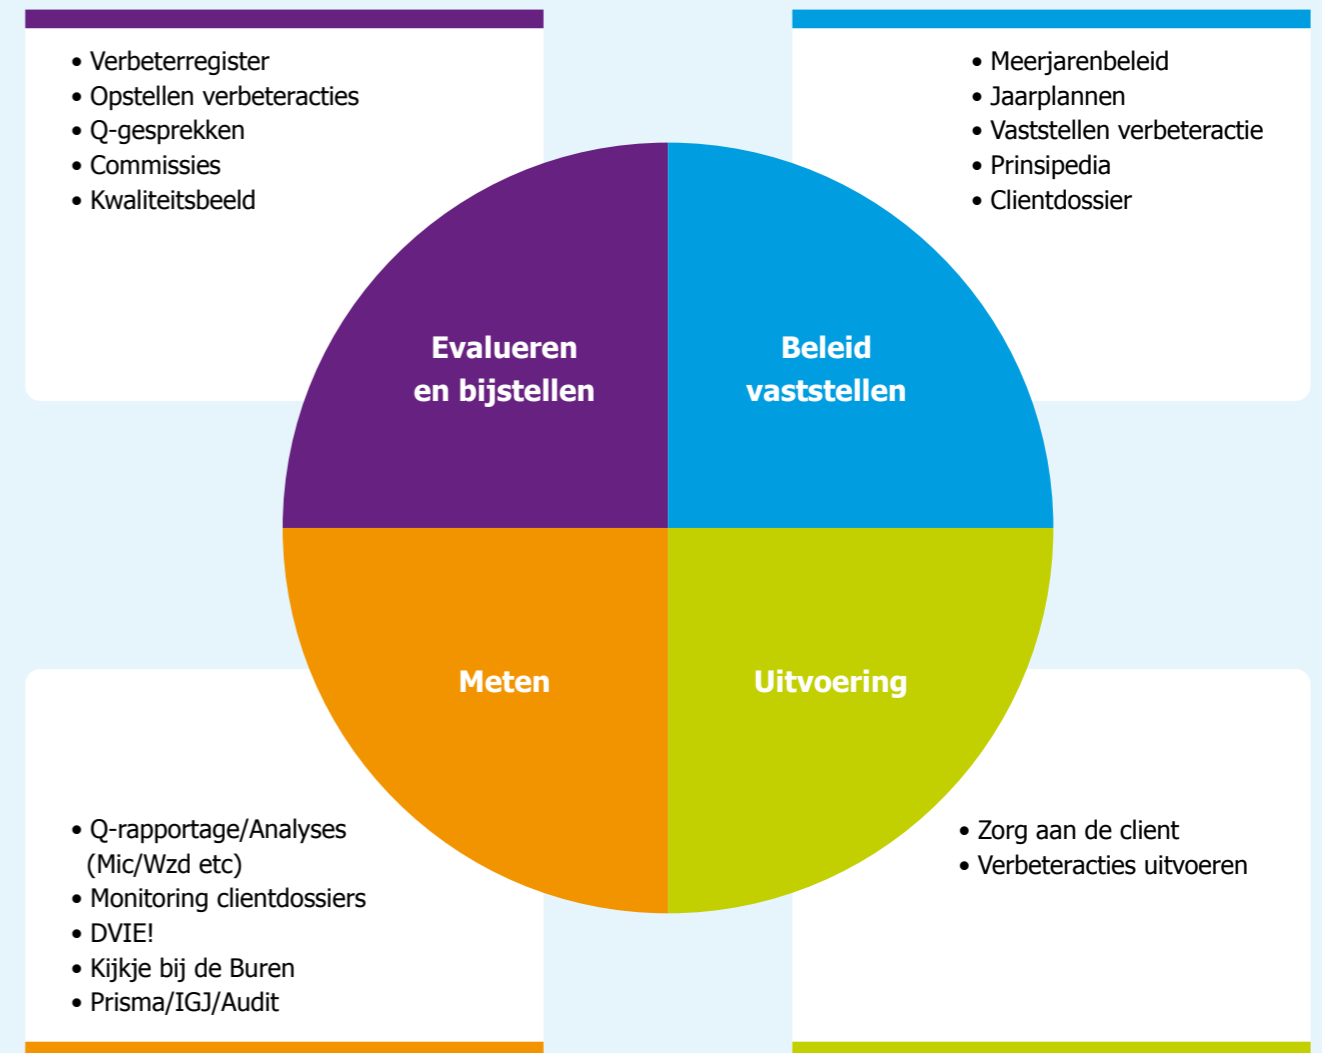 • Verbeterregister
• Opstellen verbeteracties
• Q-gesprekken
• Commissies
• Kwaliteitsbeeld
• Meerjarenbeleid
• Jaarplannen
• Vaststellen verbeteractie
• Prinsipedia
• Clientdossier
Evalueren
en bijstellen
Beleid
vaststellen
Meten
Uitvoering
• Q-rapportage/Analyses
(Mic/Wzd etc)
• Monitoring clientdossiers
• DVIE!
• Kijkje bij de Buren
• Prisma/IGJ/Audit
• Zorg aan de client
• Verbeteracties uitvoeren